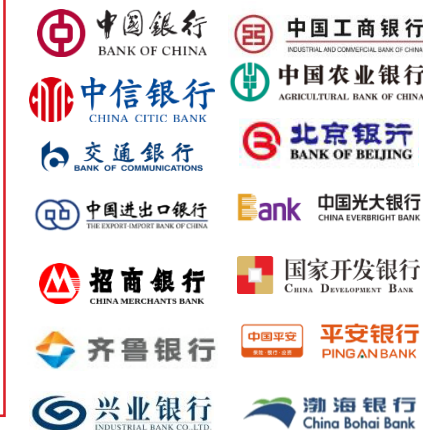 中国银行
BANK OF CHINA
中国工商银行
INDUSTRIAL AND COMMERCIAL BANK OF CHINA
中信银行
CHINA CITIC BANK
中国农业银行
AGRICULTURAL BANK OF CHINA
交通銀行
BANK OF COMMUNICATIONS
北京银行
BANK OF BEIJING
中国进出口银行
THE EXPORT-IMPORT BANK OF CHINA
Bank 中国光大银行
CHINA EVERBRIGHT BANK
招商銀行
CHINA MERCHANTS BANK
国家开发银行
CHINA DEVELOPMENT BANK
齐鲁银行
中国平安 平安银行
PING AN BANK
兴业银行
INDUSTRIAL BANK CO.,LTD.
渤海银行
China Bohai Bank